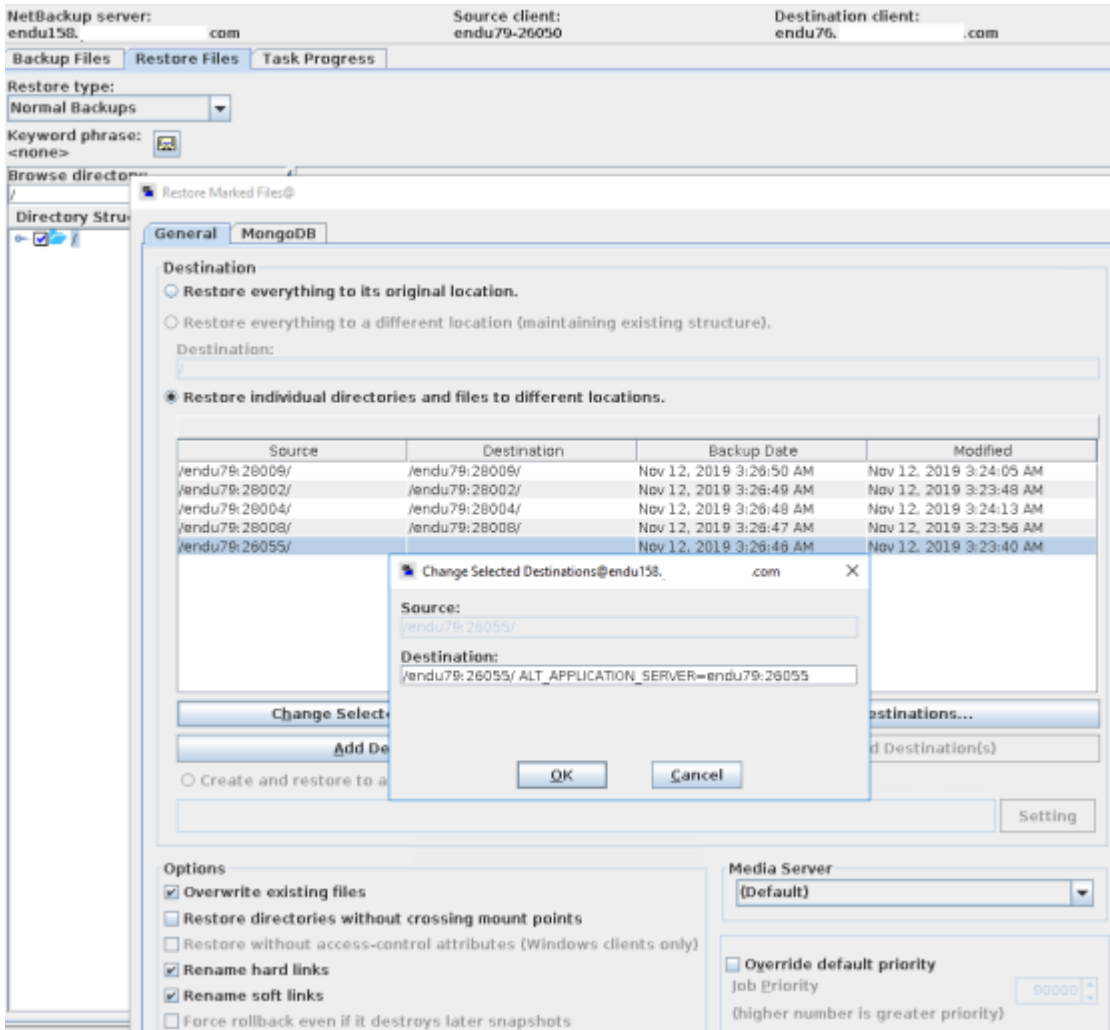 NetBackup server: Source client: Destination client:
endu158. com endu79-26050 endu76. .com
Backup Files Restore Files Task Progress
Restore type:
Normal Backups
Keyword phrase:
<none>
Browse directory:
/
Restore Marked Files@
Directory Stru
/
General MongoDB
Destination
Restore everything to its original location.
Restore everything to a different location (maintaining existing structure).
Destination:
/
Restore individual directories and files to different locations.
Source Destination Backup Date Modified
/endu79:28009/ /endu79:28009/ Nov 12, 2019 3:26:50 AM Nov 12, 2019 3:24:05 AM
/endu79:28002/ /endu79:28002/ Nov 12, 2019 3:26:49 AM Nov 12, 2019 3:23:48 AM
/endu79:28004/ /endu79:28004/ Nov 12, 2019 3:26:48 AM Nov 12, 2019 3:24:13 AM
/endu79:28008/ /endu79:28008/ Nov 12, 2019 3:26:47 AM Nov 12, 2019 3:23:56 AM
/endu79:26055/ Nov 12, 2019 3:26:46 AM Nov 12, 2019 3:23:40 AM
Change Selected Destinations@endu158. .com
Source:
/endu79:26055/
Destination:
/endu79:26055/ ALT_APPLICATION_SERVER=endu79:26055
Change Select estinations...
Add De d Destination(s)
OK Cancel
Create and restore to a
Setting
Options
Overwrite existing files
Restore directories without crossing mount points
Restore without access-control attributes (Windows clients only)
Rename hard links
Rename soft links
Force rollback even if it destroys later snapshots
Media Server
(Default)
Override default priority
Job Priority 90000
(higher number is greater priority)